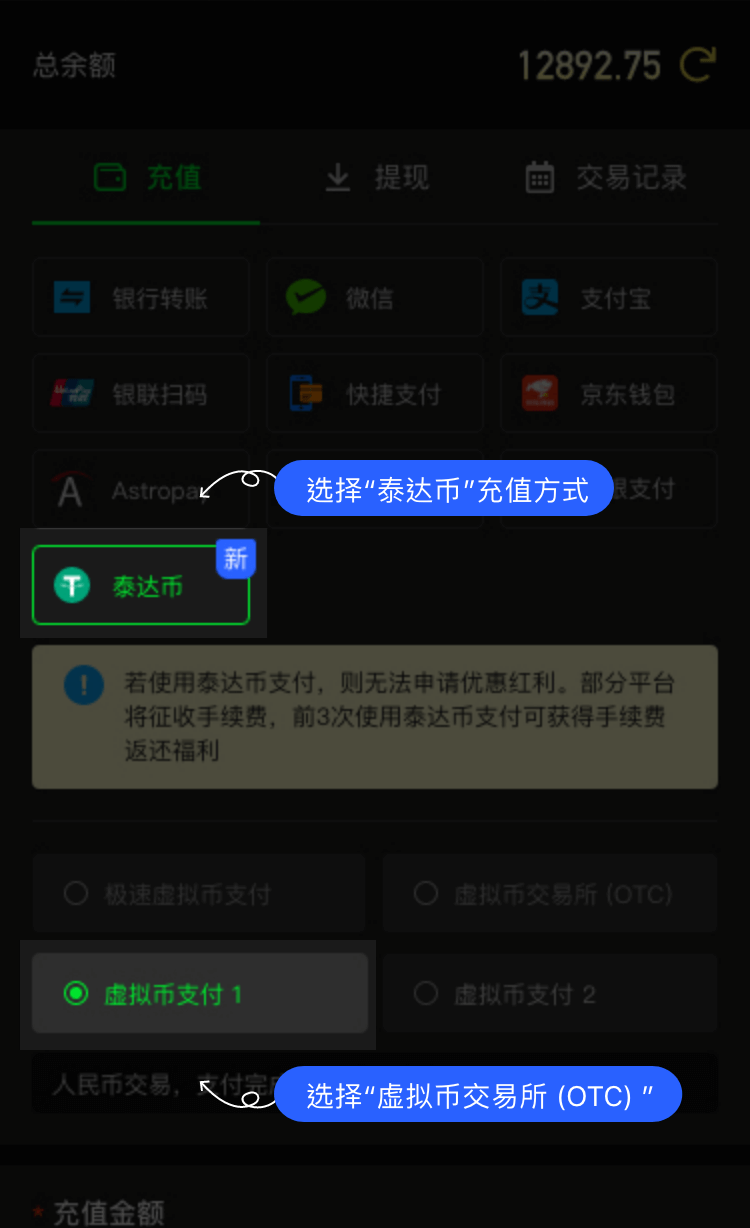 总余额
12892.75
充值
提现
交易记录
银行转账
微信
支付宝
银联扫码
快捷支付
京东钱包
Astropay
选择“泰达币”充值方式
银支付
新
泰达币
若使用泰达币支付，则无法申请优惠红利。部分平台
将征收手续费，前3次使用泰达币支付可获得手续费
返还福利
极速虚拟币支付
虚拟币交易所 (OTC)
虚拟币支付 1
虚拟币支付 2
人民币交易，支付完成
选择“虚拟币交易所 (OTC) ”
* 充值金额